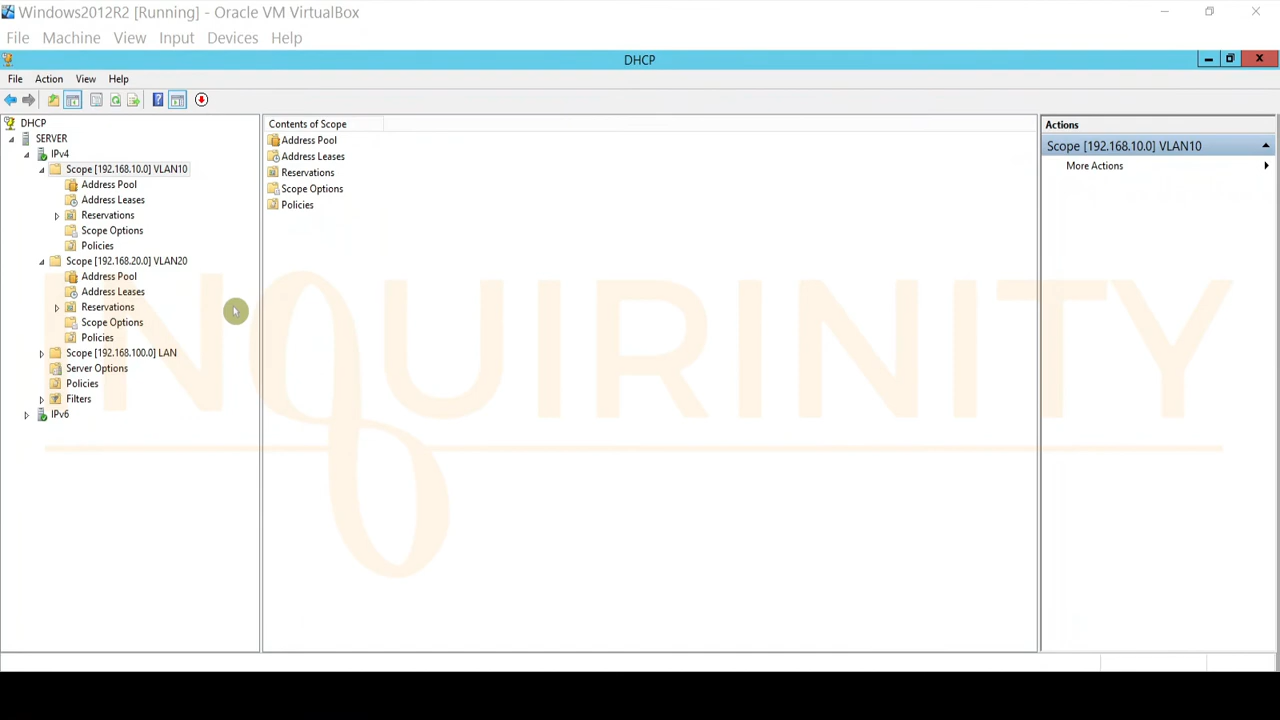 Windows2012R2 [Running] - Oracle VM VirtualBox
File Machine View Input Devices Help
DHCP
File Action View Help
DHCP
SERVER
IPv4
Scope [192.168.10.0] VLAN10
Address Pool
Address Leases
Reservations
Scope Options
Policies
Scope [192.168.20.0] VLAN20
Address Pool
Address Leases
Reservations
Scope Options
Policies
Scope [192.168.100.0] LAN
Server Options
Policies
Filters
IPv6
Contents of Scope
Address Pool
Address Leases
Reservations
Scope Options
Policies
Actions
Scope [192.168.10.0] VLAN10
More Actions
INQUIRINITY